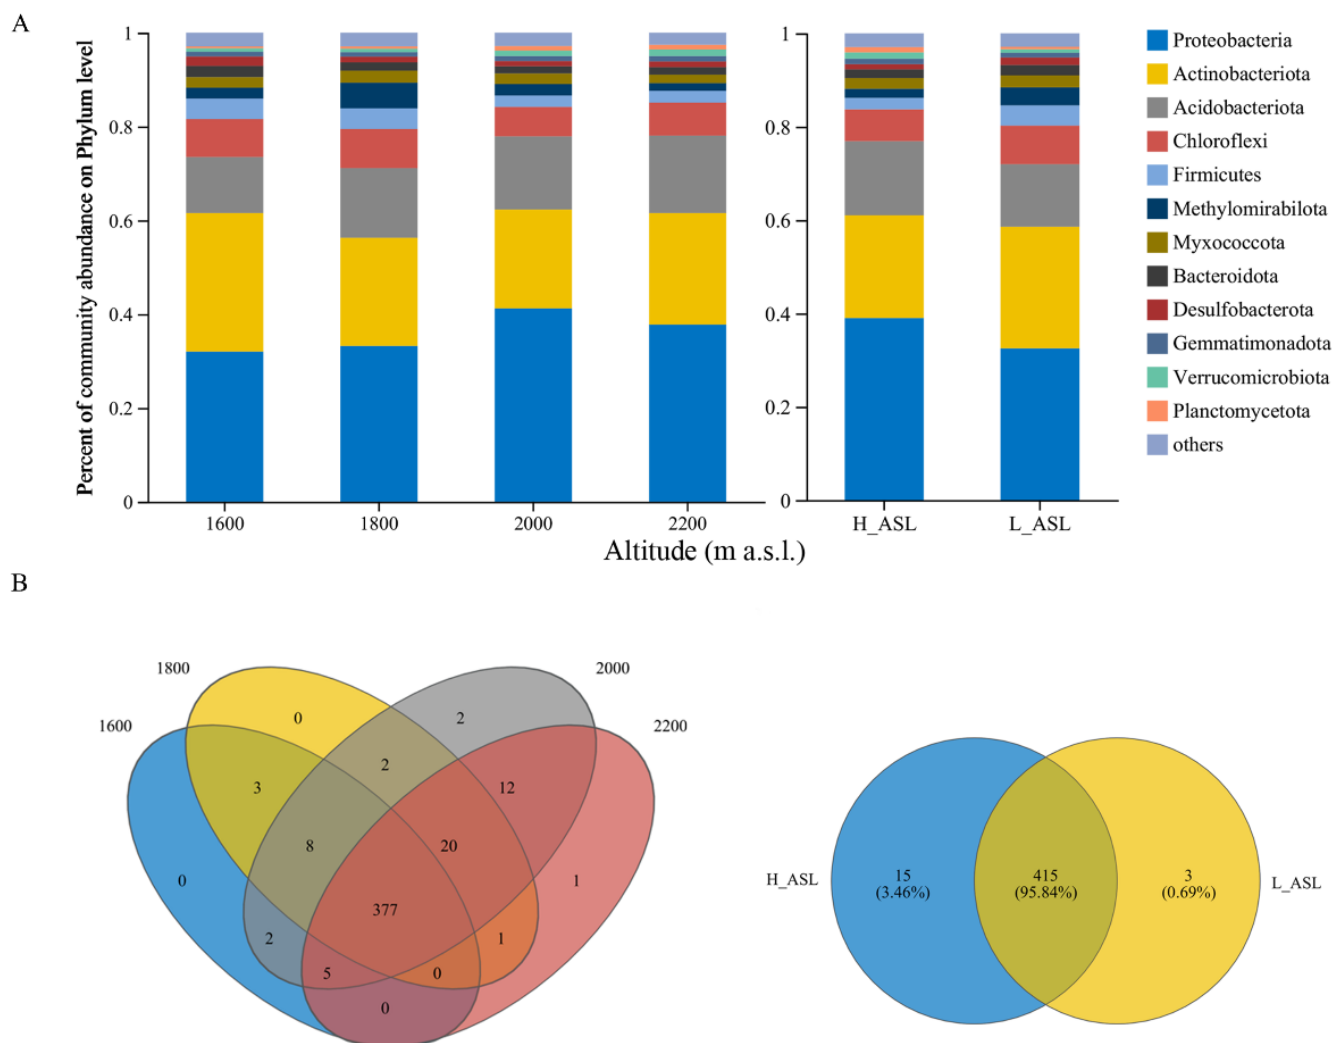 A
Percent of community abundance on Phylum level
1
0.8
0.6
0.4
0.2
0
1600
1800
2000
2200
1
0.8
0.6
0.4
0.2
0
H_ASL
L_ASL
Altitude (m a.s.l.)
Proteobacteria
Actinobacteriota
Acidobacteriota
Chloroflexi
Firmicutes
Methylomirabilota
Myxococcota
Bacteroidota
Desulfobacterota
Gemmatimonadota
Verrucomicrobiota
Planctomycetota
others
B
1800
2000
1600
2200
0
2
2
3
12
8
20
0
1
377
2
1
5
0
0
H_ASL
15
(3.46%)
415
(95.84%)
3
(0.69%)
L_ASL